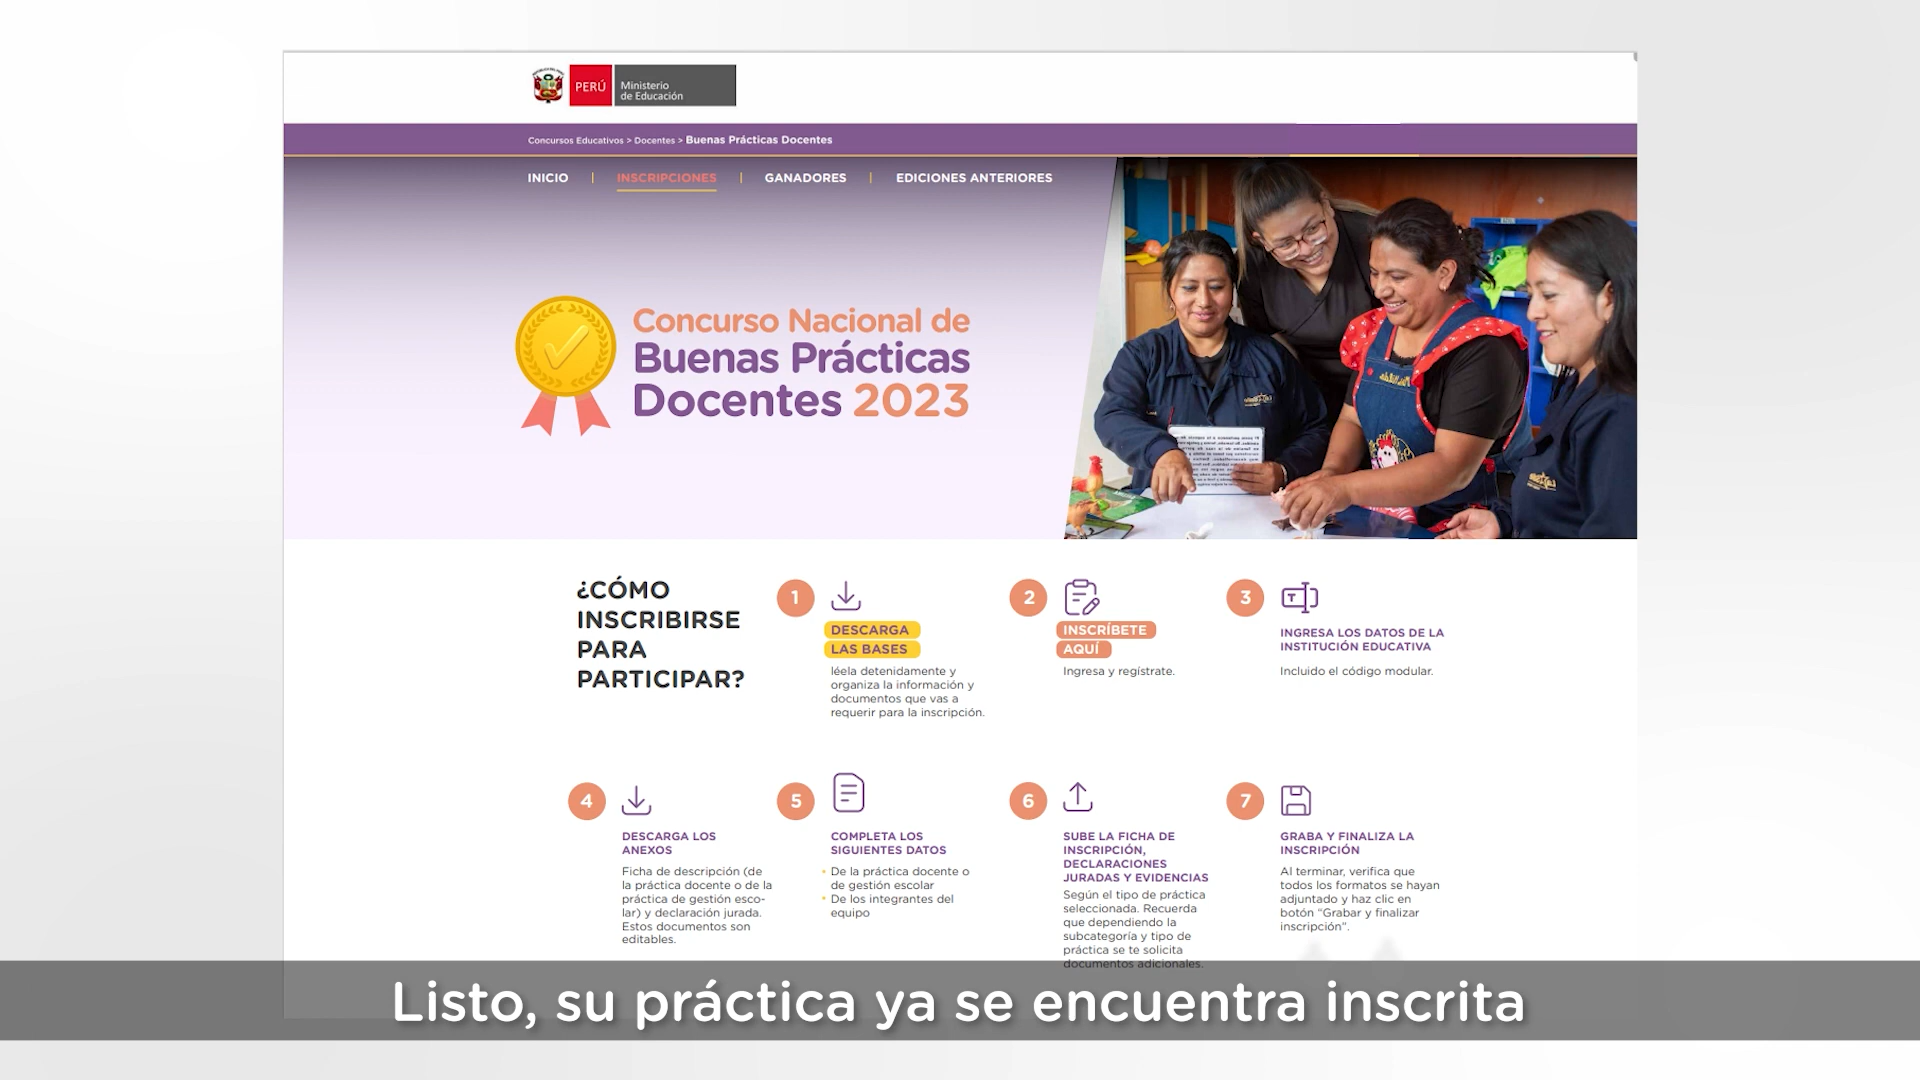 PERÚ
Ministerio
de Educación
Concursos Educativos > Docentes > Buenas Prácticas Docentes
INICIO | INSCRIPCIONES | GANADORES | EDICIONES ANTERIORES
Concurso Nacional de
Buenas Prácticas
Docentes 2023
¿CÓMO
INSCRIBIRSE
PARA
PARTICIPAR?
1
DESCARGA
LAS BASES
léela detenidamente y
organiza la información y
documentos que vas a
requerir para la inscripción.
2
INSCRÍBETE
AQUÍ
Ingresa y regístrate.
3
INGRESA LOS DATOS DE LA
INSTITUCIÓN EDUCATIVA
Incluido el código modular.
4
DESCARGA LOS
ANEXOS
Ficha de descripción (de
la práctica docente o de la
práctica de gestión esco-
lar) y declaración jurada.
Estos documentos son
editables.
5
COMPLETA LOS
SIGUIENTES DATOS
• De la práctica docente o
de gestión escolar
• De los integrantes del
equipo
6
SUBE LA FICHA DE
INSCRIPCIÓN,
DECLARACIONES
JURADAS Y EVIDENCIAS
Según el tipo de práctica
seleccionada. Recuerda
que dependiendo la
subcategoría y tipo de
práctica se te solicita
documentos adicionales.
7
GRABA Y FINALIZA LA
INSCRIPCIÓN
Al terminar, verifica que
todos los formatos se hayan
adjuntado y haz clic en
botón “Grabar y finalizar
inscripción”.
Listo, su práctica ya se encuentra inscrita